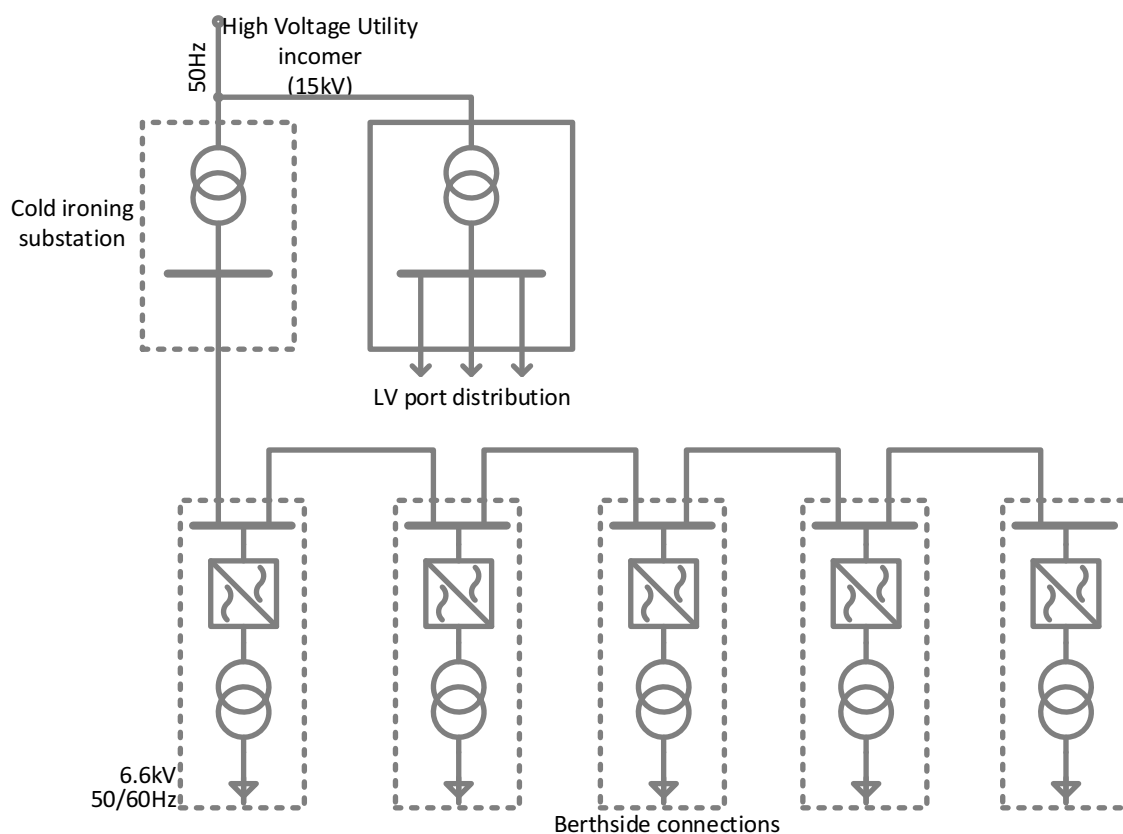 High Voltage Utility
incomer
(15kV)
50Hz
Cold ironing
substation
LV port distribution
6.6kV
50/60Hz
Berthside connections